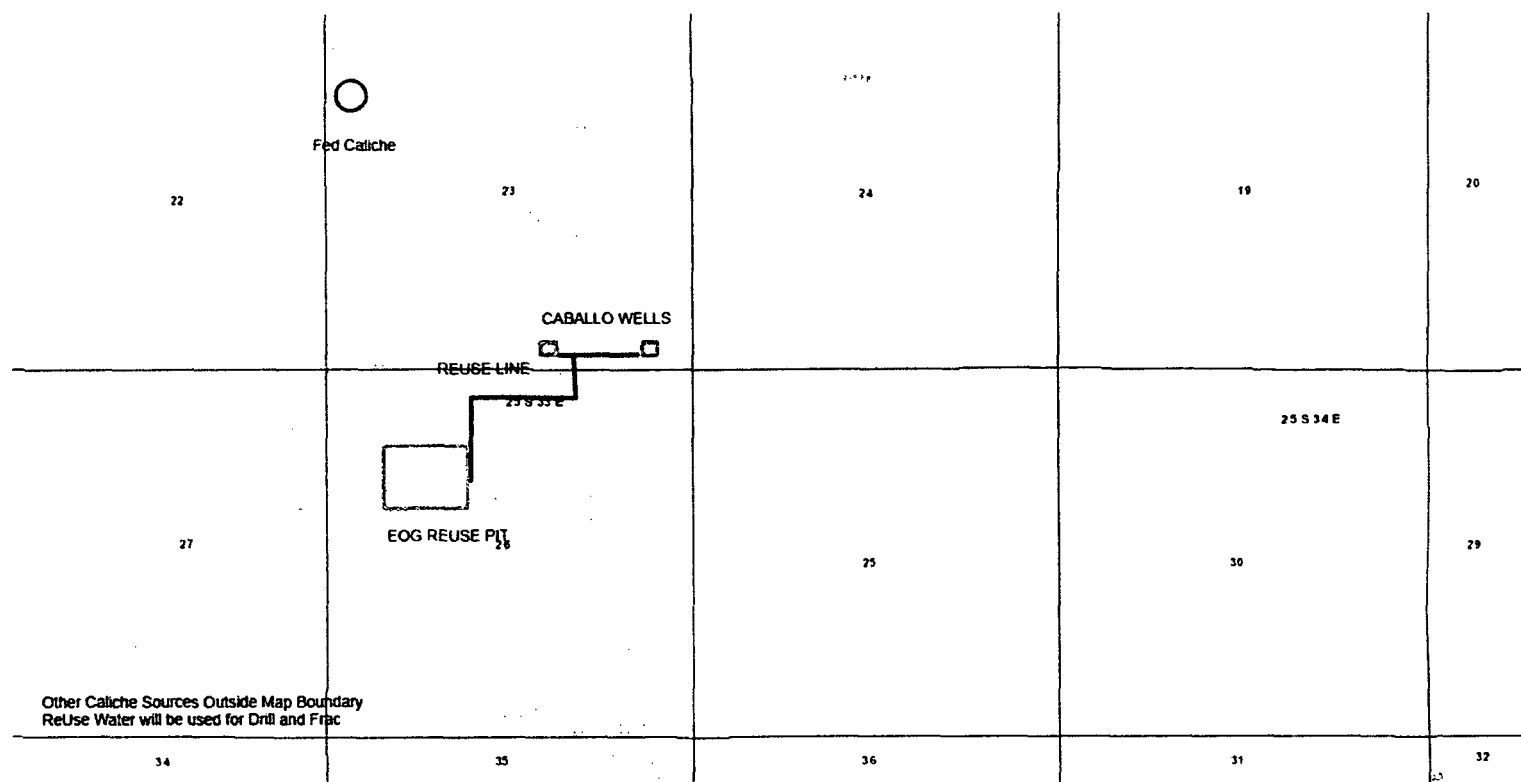 Fed Caliche
22
23
24
19
20
CABALLO WELLS
REUSE LINE
25 S 33 E
25 S 34 E
EOG REUSE PIT
27
26
25
30
29
Other Caliche Sources Outside Map Boundary
ReUse Water will be used for Drill and Frac
34
35
36
31
32